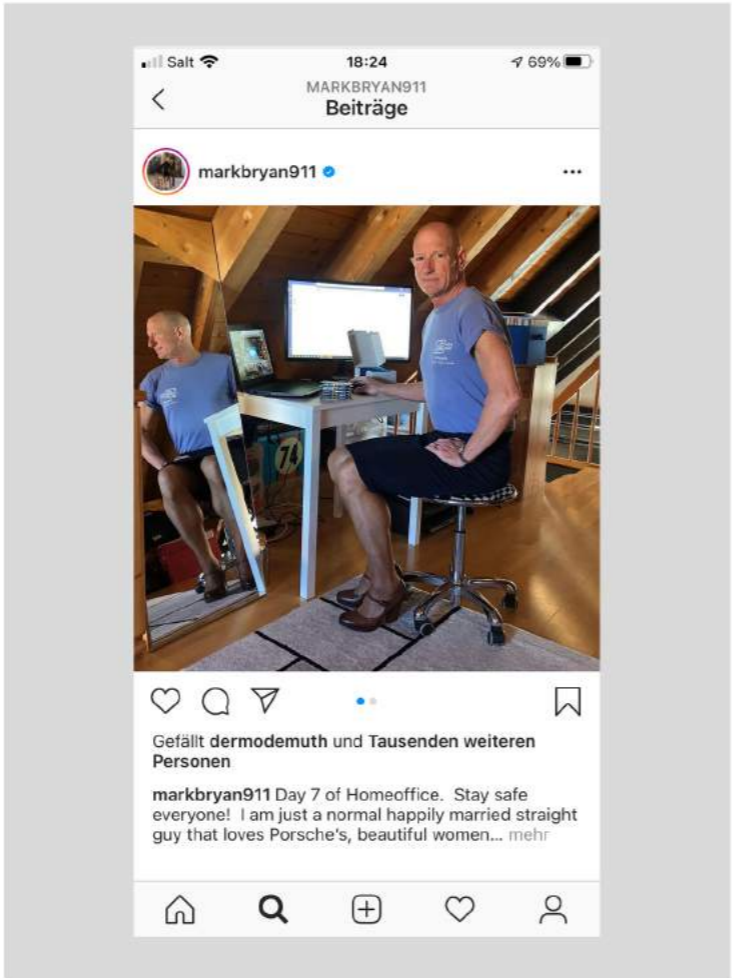 Salt
18:24
69%
MARKBRYAN911
Beiträge
markbryan911
74
Gefällt dermodemuth und Tausenden weiteren
Personen
markbryan911 Day 7 of Homeoffice. Stay safe
everyone! I am just a normal happily married straight
guy that loves Porsche's, beautiful women... mehr